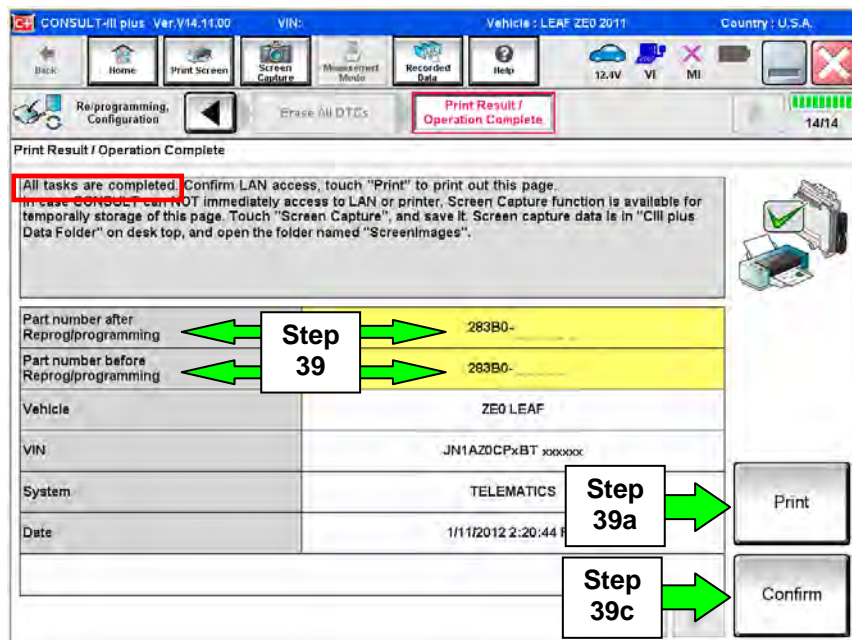 CONSULT-III plus Ver.V14.11.00 VIN: Vehicle : LEAF ZE0 2011 Country : U.S.A.
Back Home Print Screen Screen Capture Measurement Mode Recorded Data Help 12.4V VI MI
Re/programming, Configuration Erase All DTCs Print Result / Operation Complete 14/14
Print Result / Operation Complete
All tasks are completed. Confirm LAN access, touch "Print" to print out this page.
In case CONSULT can NOT immediately access to LAN or printer, Screen Capture function is available for
temporally storage of this page. Touch "Screen Capture", and save it. Screen capture data is in "CIII plus
Data Folder" on desk top, and open the folder named "ScreenImages".
Part number after
Reprog/programming
283B0-
Step
39
Part number before
Reprog/programming
283B0-
Vehicle
ZE0 LEAF
VIN
JN1AZ0CPxBT xxxxxx
System
TELEMATICS
Step
39a
Print
Date
1/11/2012 2:20:44
Step
39c
Confirm